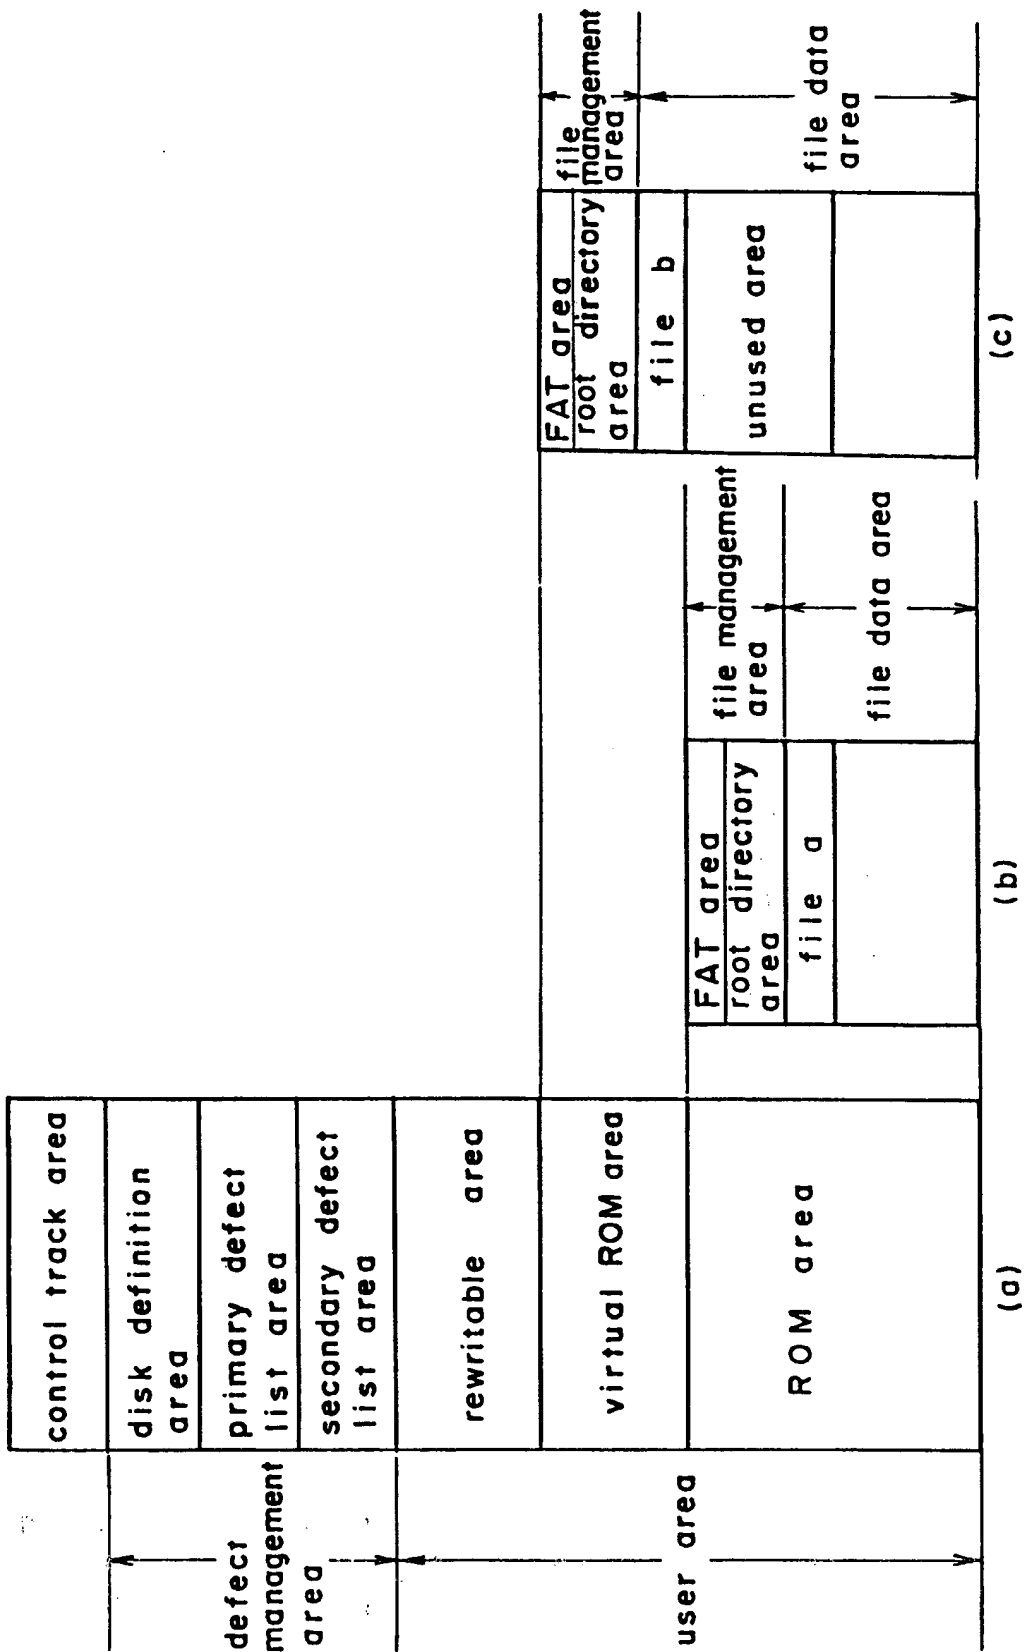 defect
management
area
user area
control track area
disk definition
area
primary defect
list area
secondary defect
list area
rewritable area
virtual ROM area
ROM area
(a)
FAT area
root directory
area
file a
file management
area
file data area
(b)
FAT area
root directory
area
file b
unused area
file
management
area
file data
area
(c)